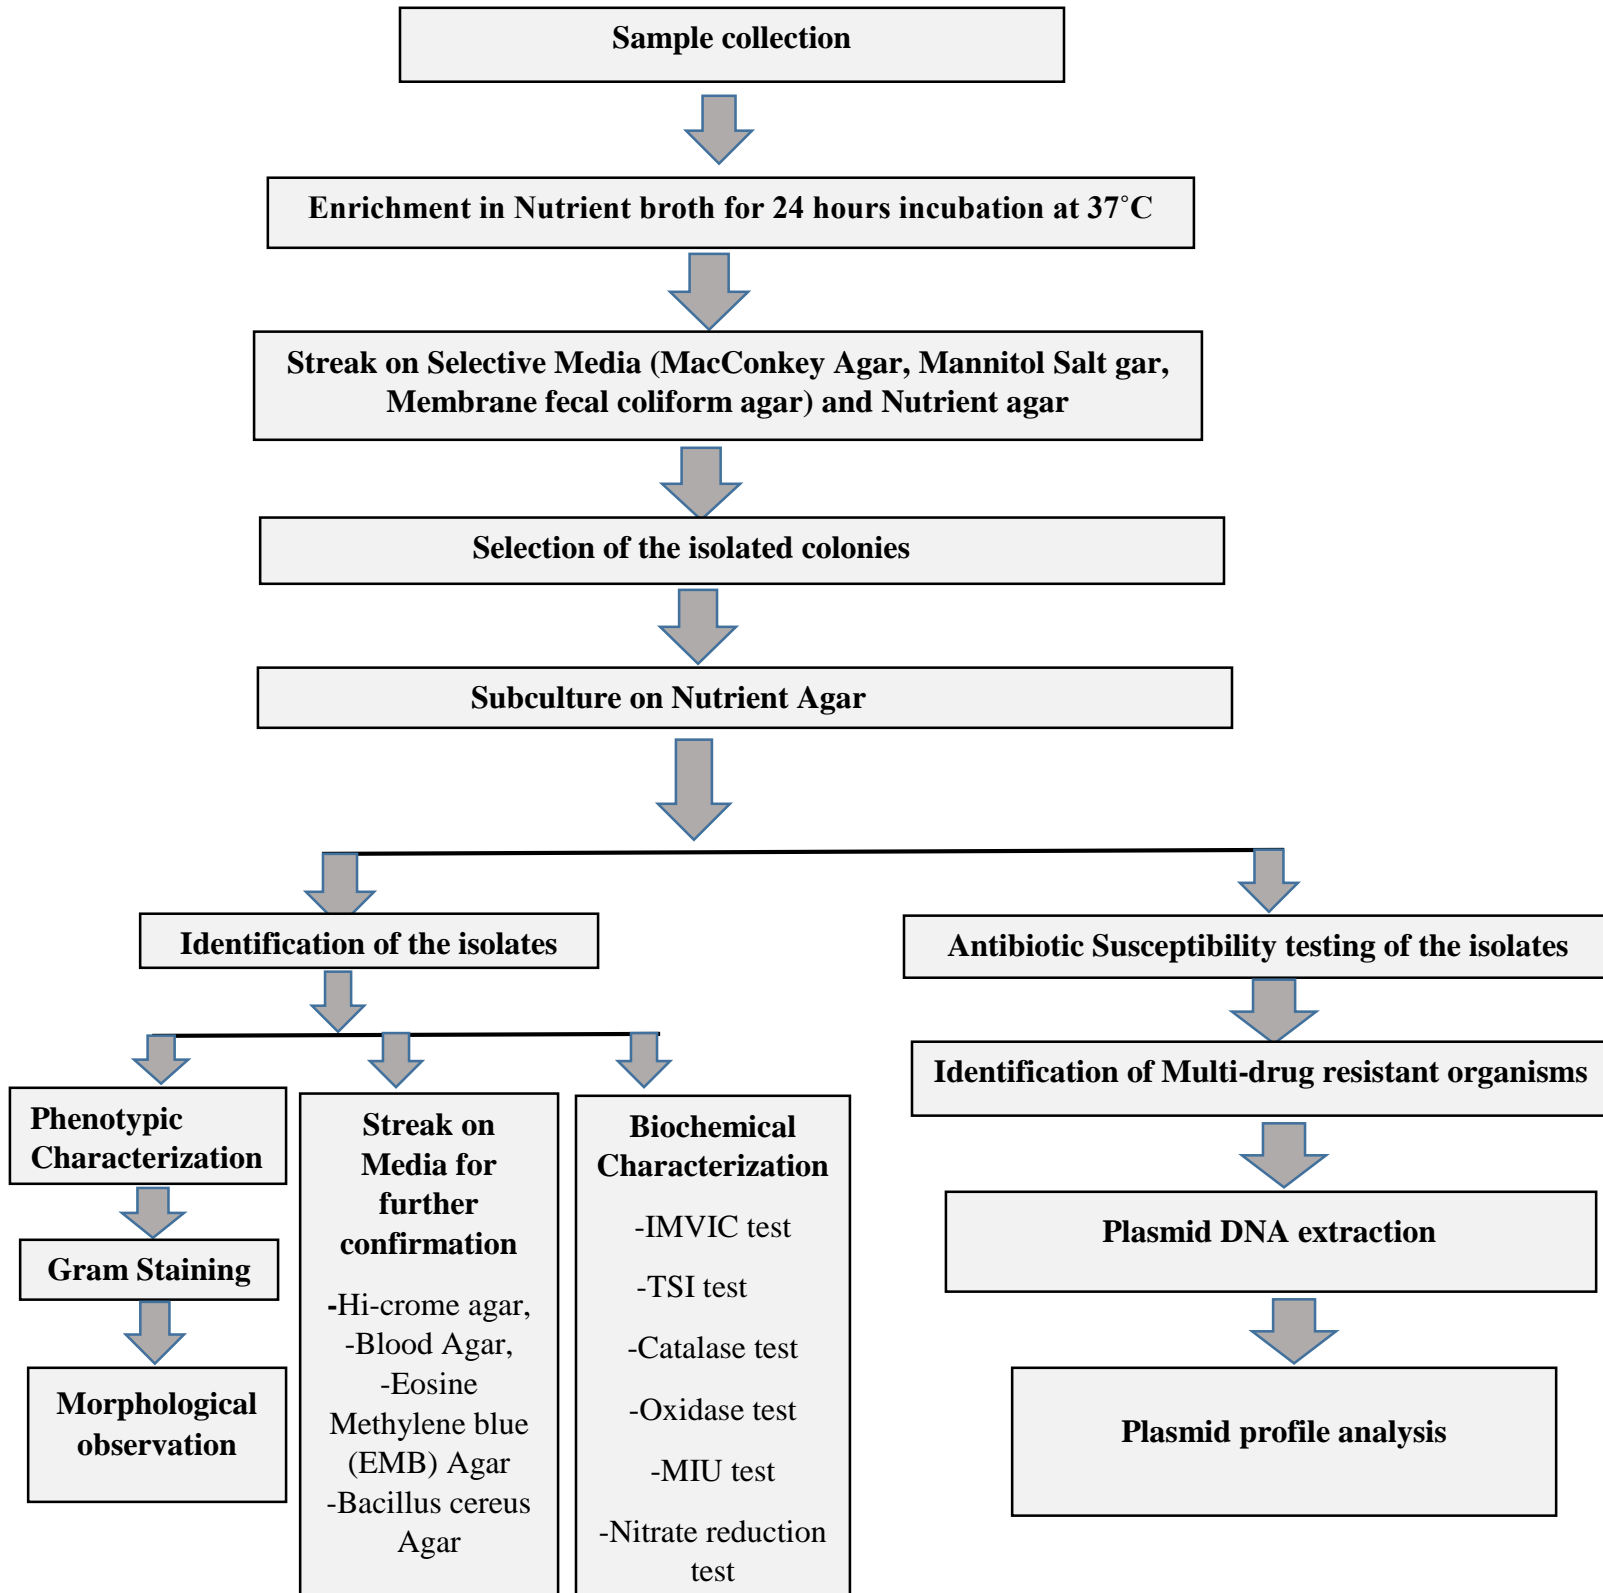 Sample collection
Enrichment in Nutrient broth for 24 hours incubation at 37˚C
Streak on Selective Media (MacConkey Agar, Mannitol Salt gar,
Membrane fecal coliform agar) and Nutrient agar
Selection of the isolated colonies
Subculture on Nutrient Agar
Identification of the isolates
Antibiotic Susceptibility testing of the isolates
Identification of Multi-drug resistant organisms
Phenotypic
Characterization
Gram Staining
Morphological
observation
Streak on
Media for
further
confirmation
-Hi-crome agar,
-Blood Agar,
-Eosine
Methylene blue
(EMB) Agar
-Bacillus cereus
Agar
Biochemical
Characterization
-IMVIC test
-TSI test
-Catalase test
-Oxidase test
-MIU test
-Nitrate reduction
test
Plasmid DNA extraction
Plasmid profile analysis